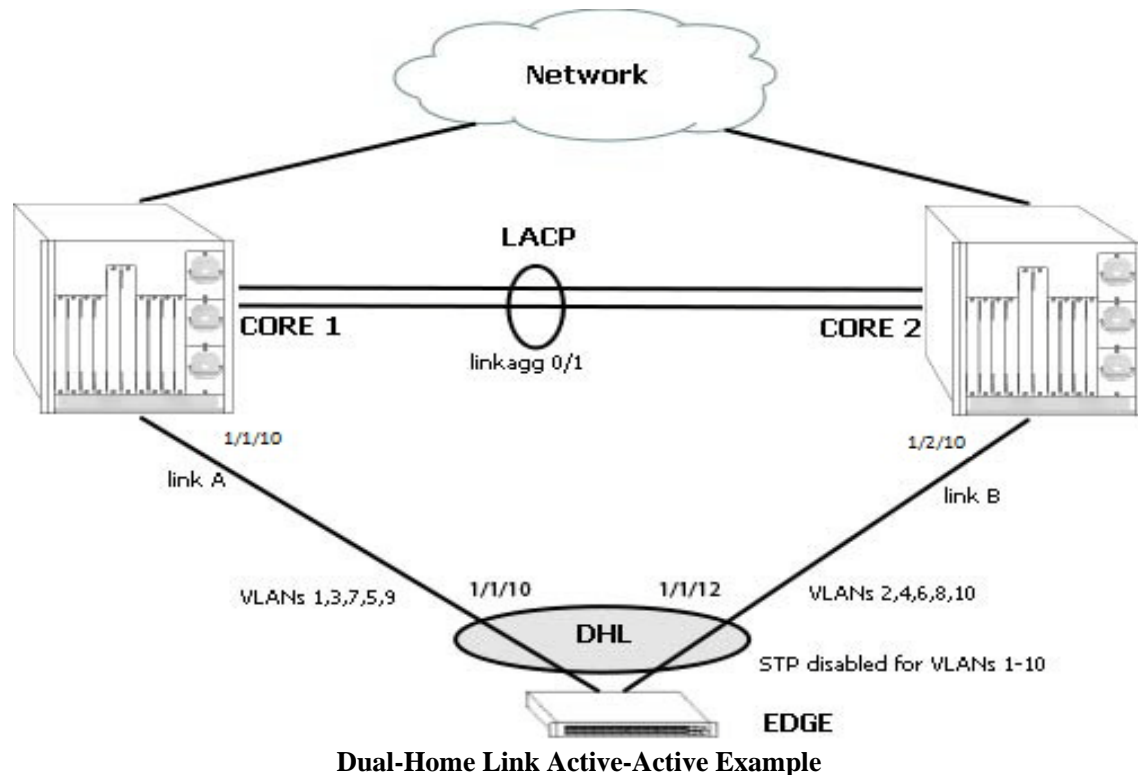 Network
LACP
CORE 1
CORE 2
linkagg 0/1
1/1/10
1/2/10
link A
link B
VLANs 1,3,7,5,9
1/1/10
1/1/12
VLANs 2,4,6,8,10
DHL
STP disabled for VLANs 1-10
EDGE
Dual-Home Link Active-Active Example